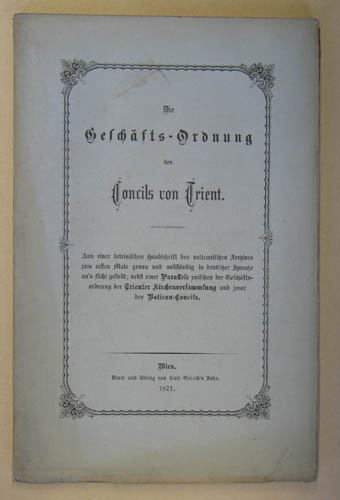 Die
Geschäfts-Ordnung
des
Concils von Trient.
Aus einer lateinischen Handschrift des vaticanischen Archives
zum ersten Male genau und vollständig in deutscher Sprache
an's Licht gestellt; nebst einer Parallele zwischen der Geschäfts-
ordnung der Trienter Kirchenversammlung und jener
des Vatican-Concils.
Wien.
Druck und Verlag von Carl Gerold's Sohn.
1871.